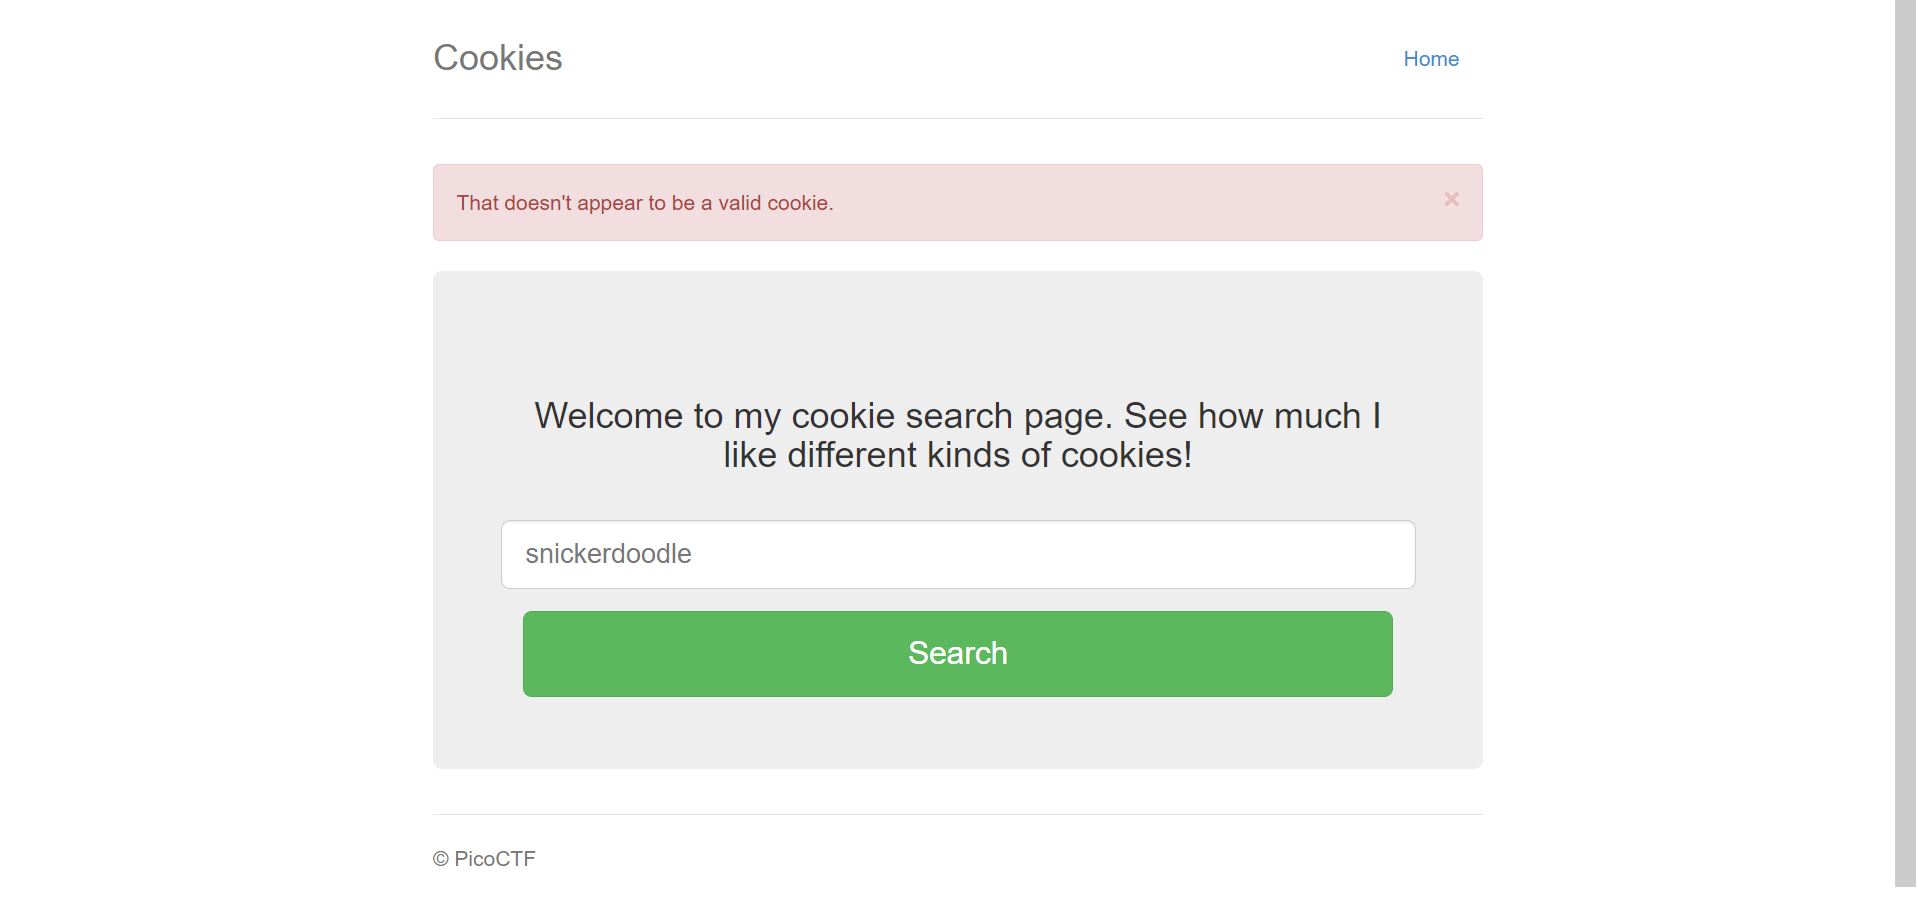 Cookies
Home
That doesn't appear to be a valid cookie.
×
Welcome to my cookie search page. See how much I
like different kinds of cookies!
snickerdoodle
Search
© PicoCTF